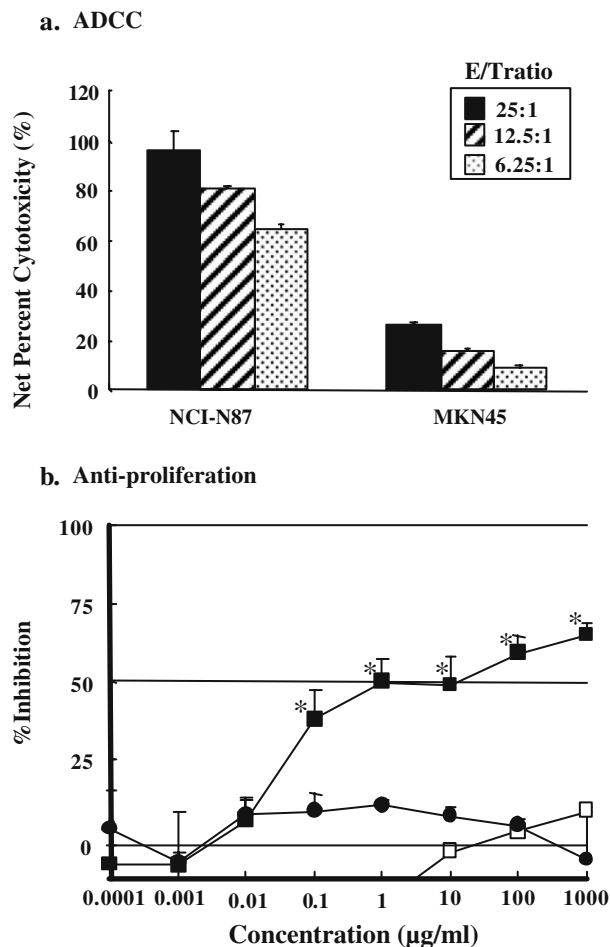 a. ADCC
E/Tratio
25:1
12.5:1
6.25:1
Net Percent Cytotoxicity (%)
120
100
80
60
40
20
0
NCI-N87 MKN45
b. Anti-proliferation
%Inhibition
100
75
50
25
0
* * * * *
0.0001 0.001 0.01 0.1 1 10 100 1000
Concentration (µg/ml)